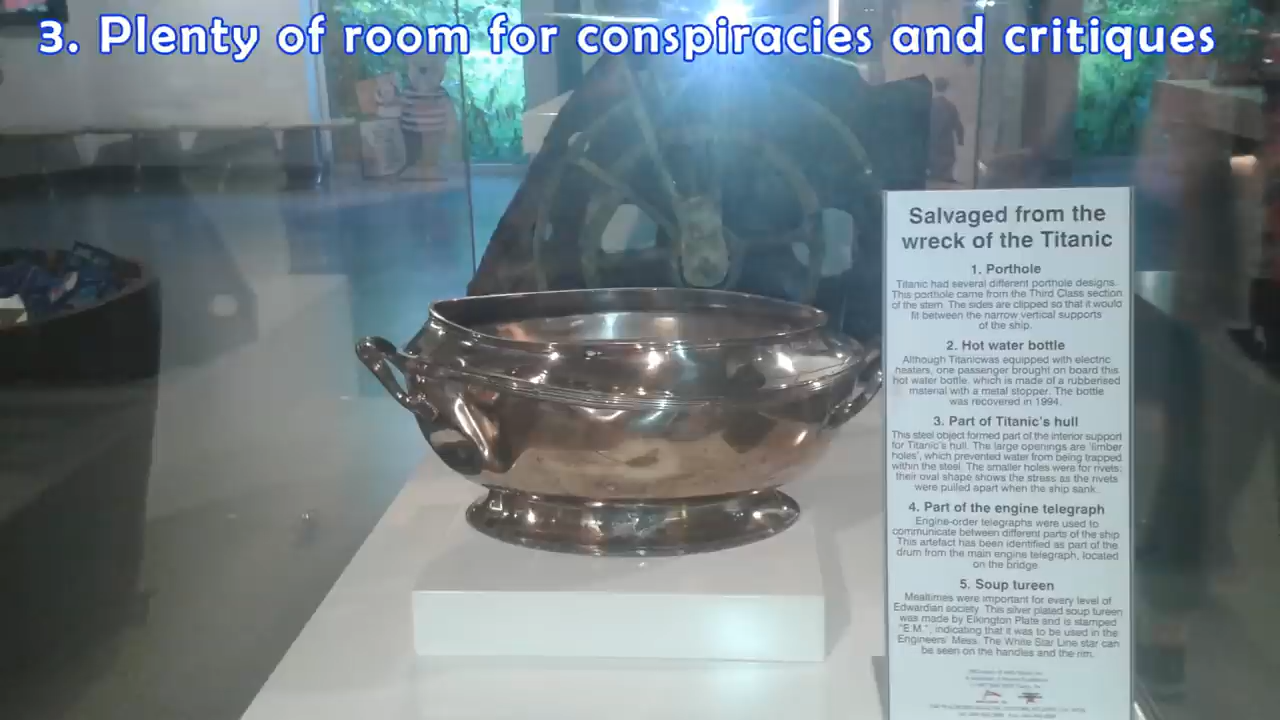 3. Plenty of room for conspiracies and critiques
Salvaged from the
wreck of the Titanic
1. Porthole
Titanic had several different porthole designs.
This porthole came from the Third Class section
of the stern. The sides are clipped so that it would
fit between the narrow vertical supports
of the ship.
2. Hot water bottle
Although Titanicwas equipped with electric
heaters, one passenger brought on board this
hot water bottle, which is made of a rubberised
material with a metal stopper. The bottle
was recovered in 1994.
3. Part of Titanic's hull
This steel object formed part of the interior support
for Titanic's hull. The large openings are 'limber
holes', which prevented water from being trapped
within the steel. The smaller holes were for rivets;
their oval shape shows the stress as the rivets
were pulled apart when the ship sank.
4. Part of the engine telegraph
Engine-order telegraphs were used to
communicate between different parts of the ship
This artefact has been identified as part of the
drum from the main engine telegraph, located
on the bridge.
5. Soup tureen
Mealtimes were important for every level of
Edwardian society. This silver plated soup tureen
was made by Elkington Plate and is stamped
"E.M.", indicating that it was to be used in the
Engineers' Mess. The White Star Line star can
be seen on the handles and the rim.